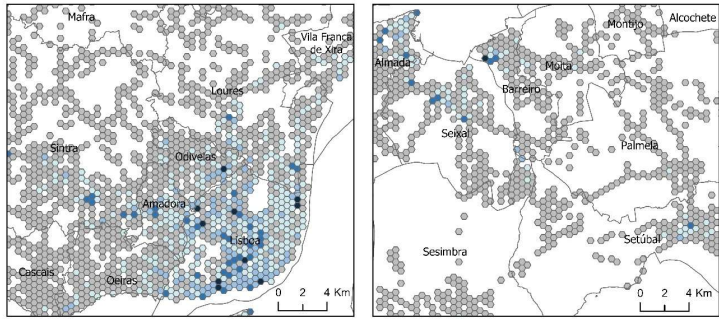 Mafra
Vila Franca
de Xira
Loures
Sintra
Odivelas
Amadora
Lisboa
Cascais
Oeiras
0 2 4 Km
Montijo
Alcochete
Almada
Moita
Barreiro
Seixal
Palmela
Setúbal
Sesimbra
0 2 4 Km